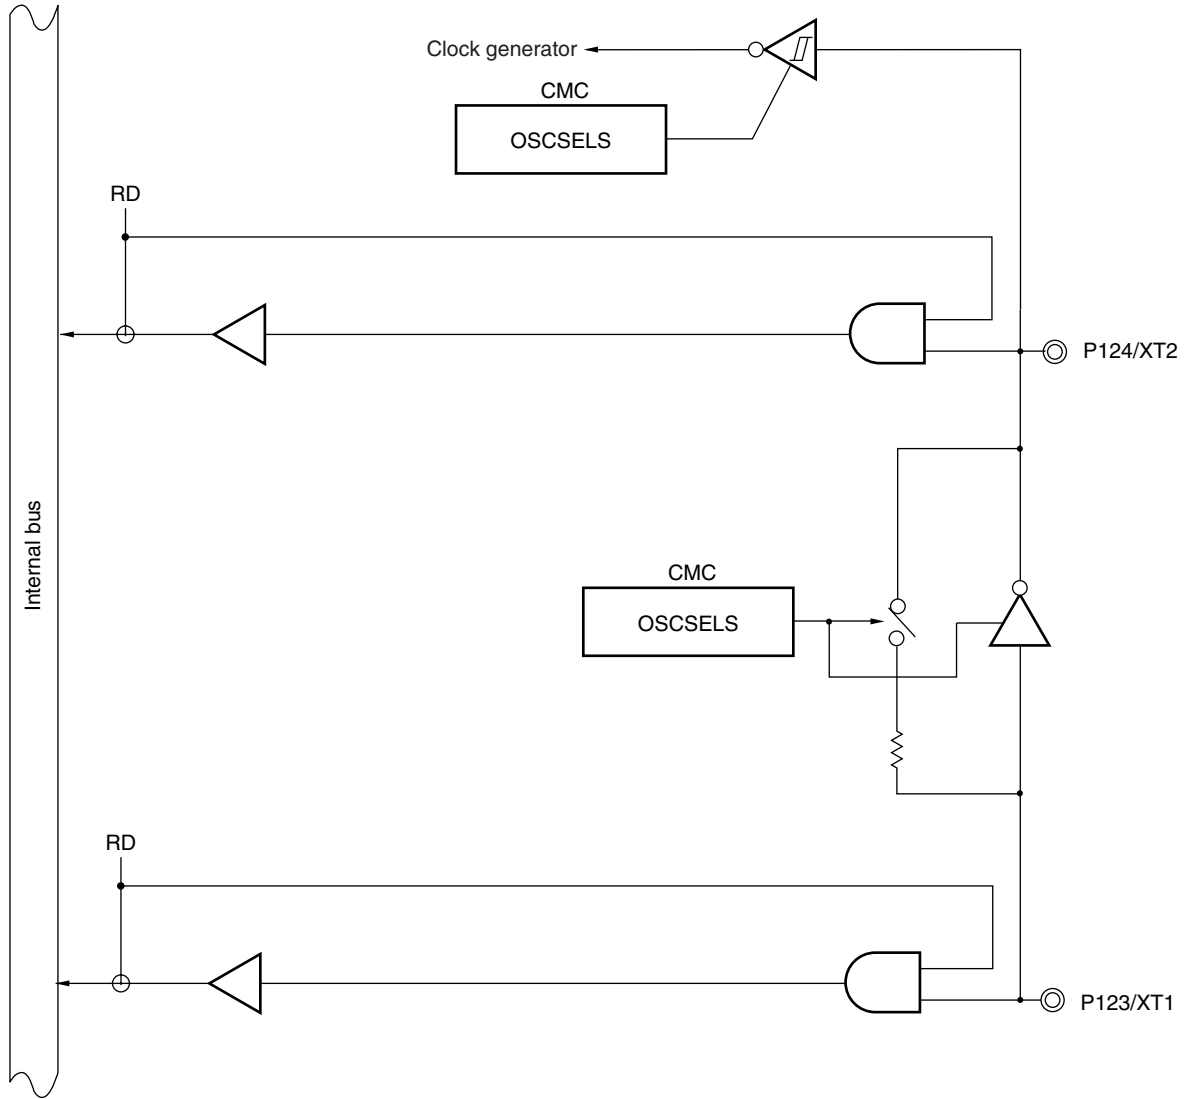 Clock generator
CMC
OSCSELS
RD
P124/XT2
Internal bus
CMC
OSCSELS
RD
P123/XT1